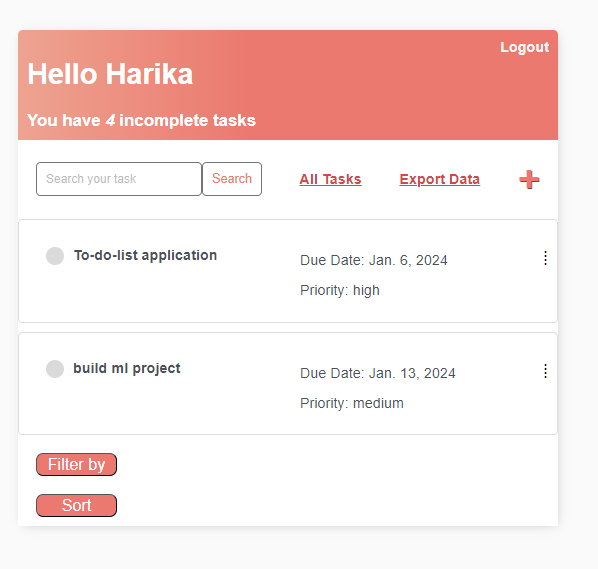 Logout
Hello Harika
You have 4 incomplete tasks
Search your task Search All Tasks Export Data
To-do-list application
Due Date: Jan. 6, 2024
Priority: high
build ml project
Due Date: Jan. 13, 2024
Priority: medium
Filter by
Sort